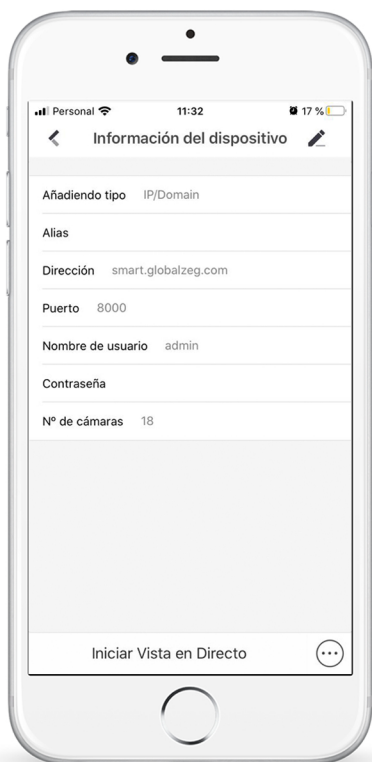 Personal 11:32 17 %
Información del dispositivo
Añadiendo tipo IP/Domain
Alias
Dirección smart.globalzeg.com
Puerto 8000
Nombre de usuario admin
Contraseña
Nº de cámaras 18
Iniciar Vista en Directo